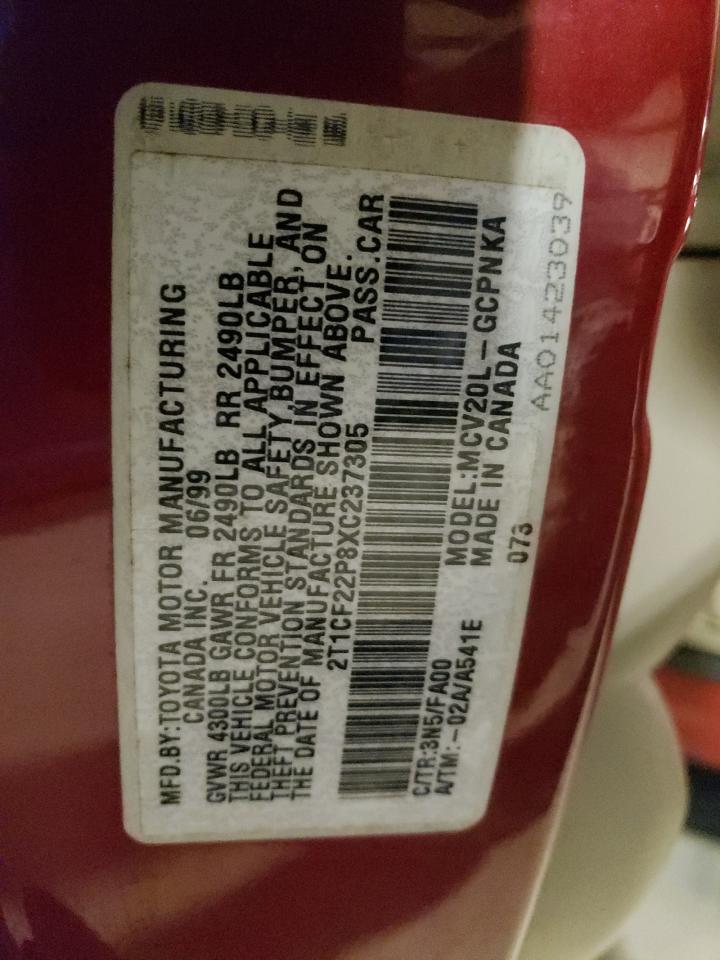 MFD.BY:TOYOTA MOTOR MANUFACTURING
CANADA INC. 06/99
GVWR 4300LB GAWR FR 2490LB RR 2490LB
THIS VEHICLE CONFORMS TO ALL APPLICABLE
FEDERAL MOTOR VEHICLE SAFETY, BUMPER, AND
THEFT PREVENTION STANDARDS IN EFFECT ON
THE DATE OF MANUFACTURE SHOWN ABOVE.
2T1CF22P8XC237305 PASS.CAR
C/TR:3N5/FA00 MODEL:MCV20L-GCPNKA
A/TM:-02A/A541E MADE IN CANADA
073
AA01423039